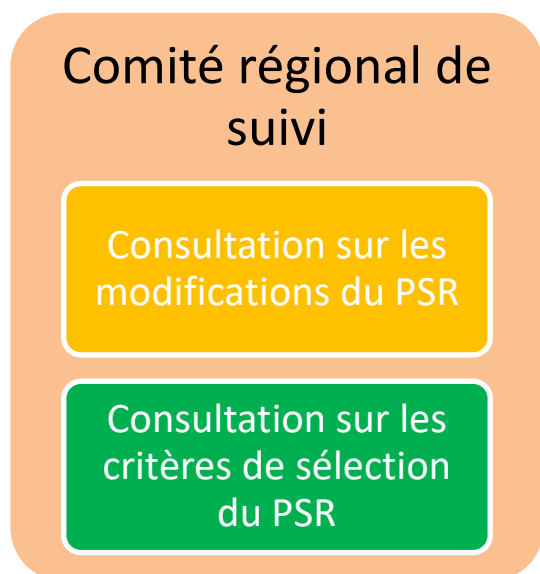 Comité régional de
suivi
Consultation sur les
modifications du PSR
Consultation sur les
critères de sélection
du PSR